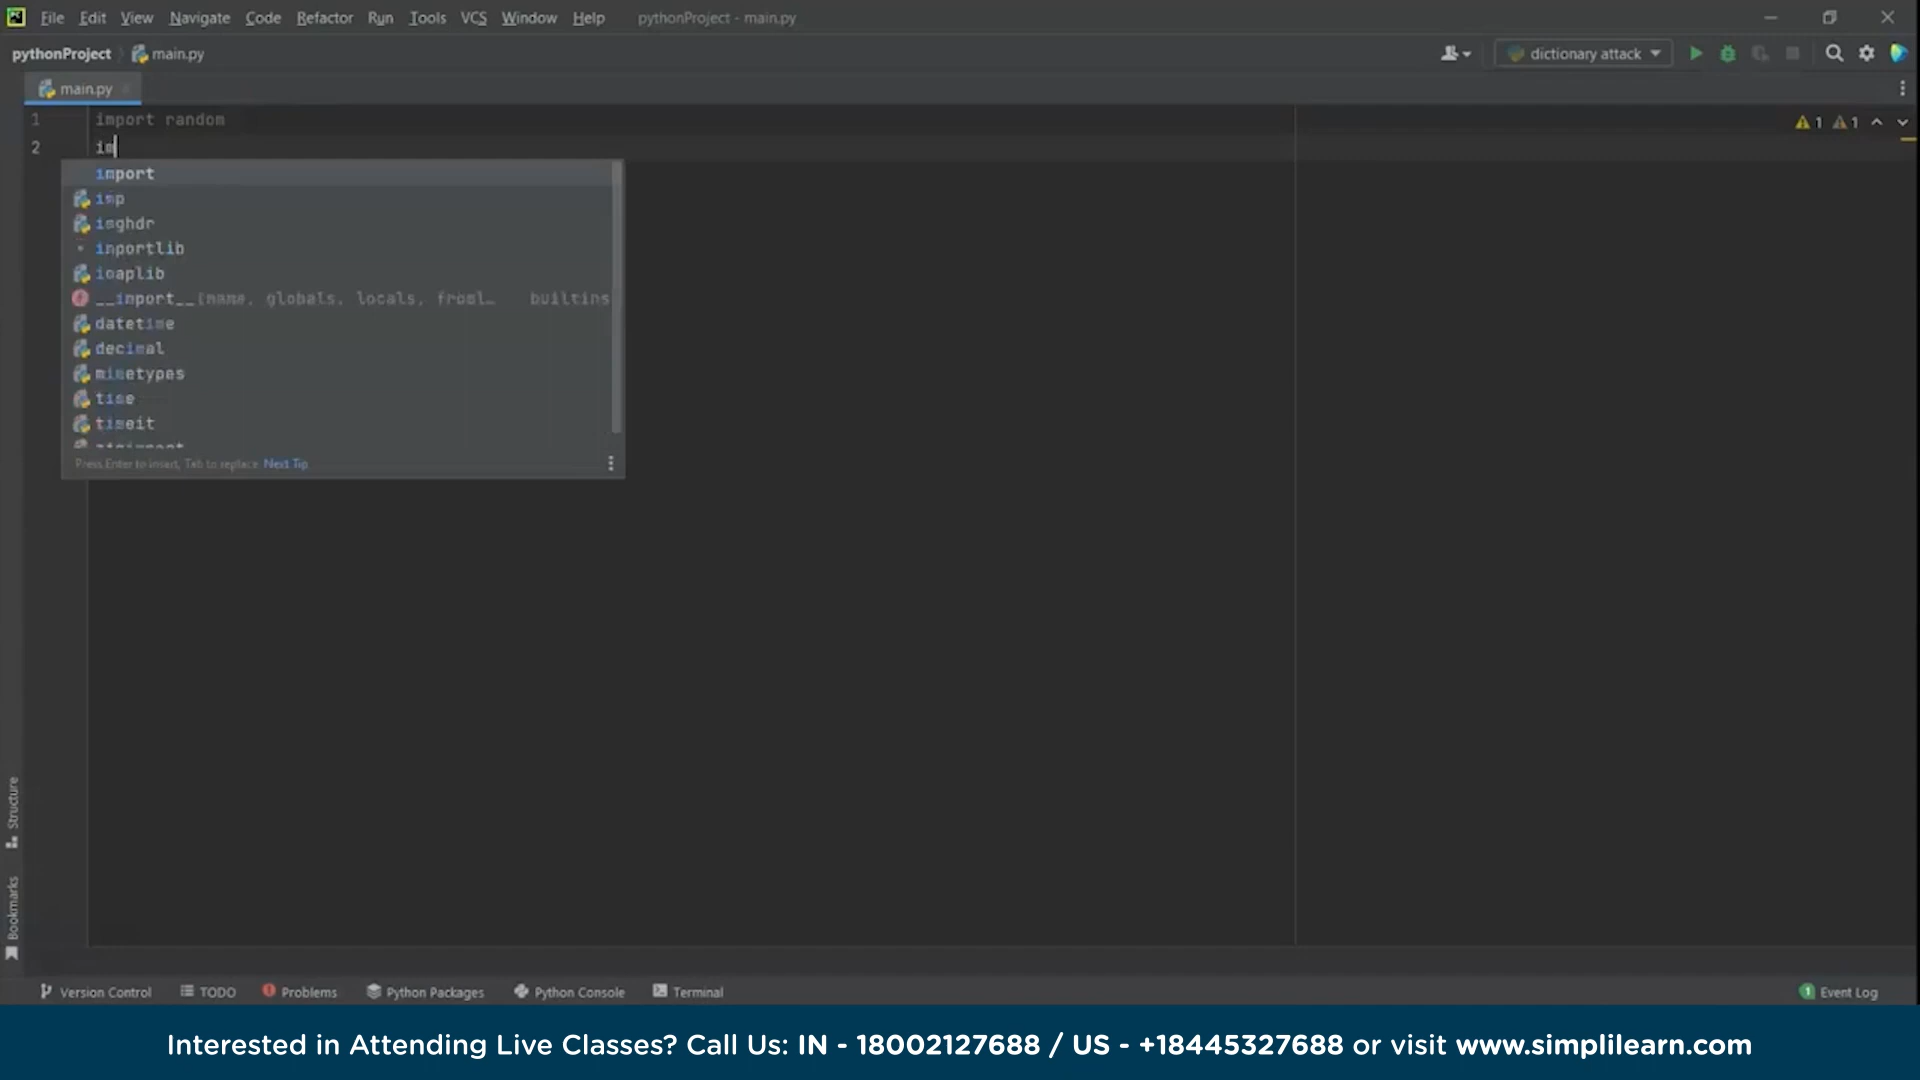 File Edit View Navigate Code Refactor Run Tools VCS Window Help pythonProject - main.py
pythonProject main.py dictionary attack
main.py
1 import random
1 1
2 im
import
imp
imghdr
importlib
imaplib
__import__(name, globals, locals, froml… builtins
datetime
decimal
mimetypes
time
timeit
Press Enter to insert, Tab to replace Next Tip
Structure
Bookmarks
Version Control TODO Problems Python Packages Python Console Terminal 1 Event Log
Interested in Attending Live Classes? Call Us: IN - 18002127688 / US - +18445327688 or visit www.simplilearn.com